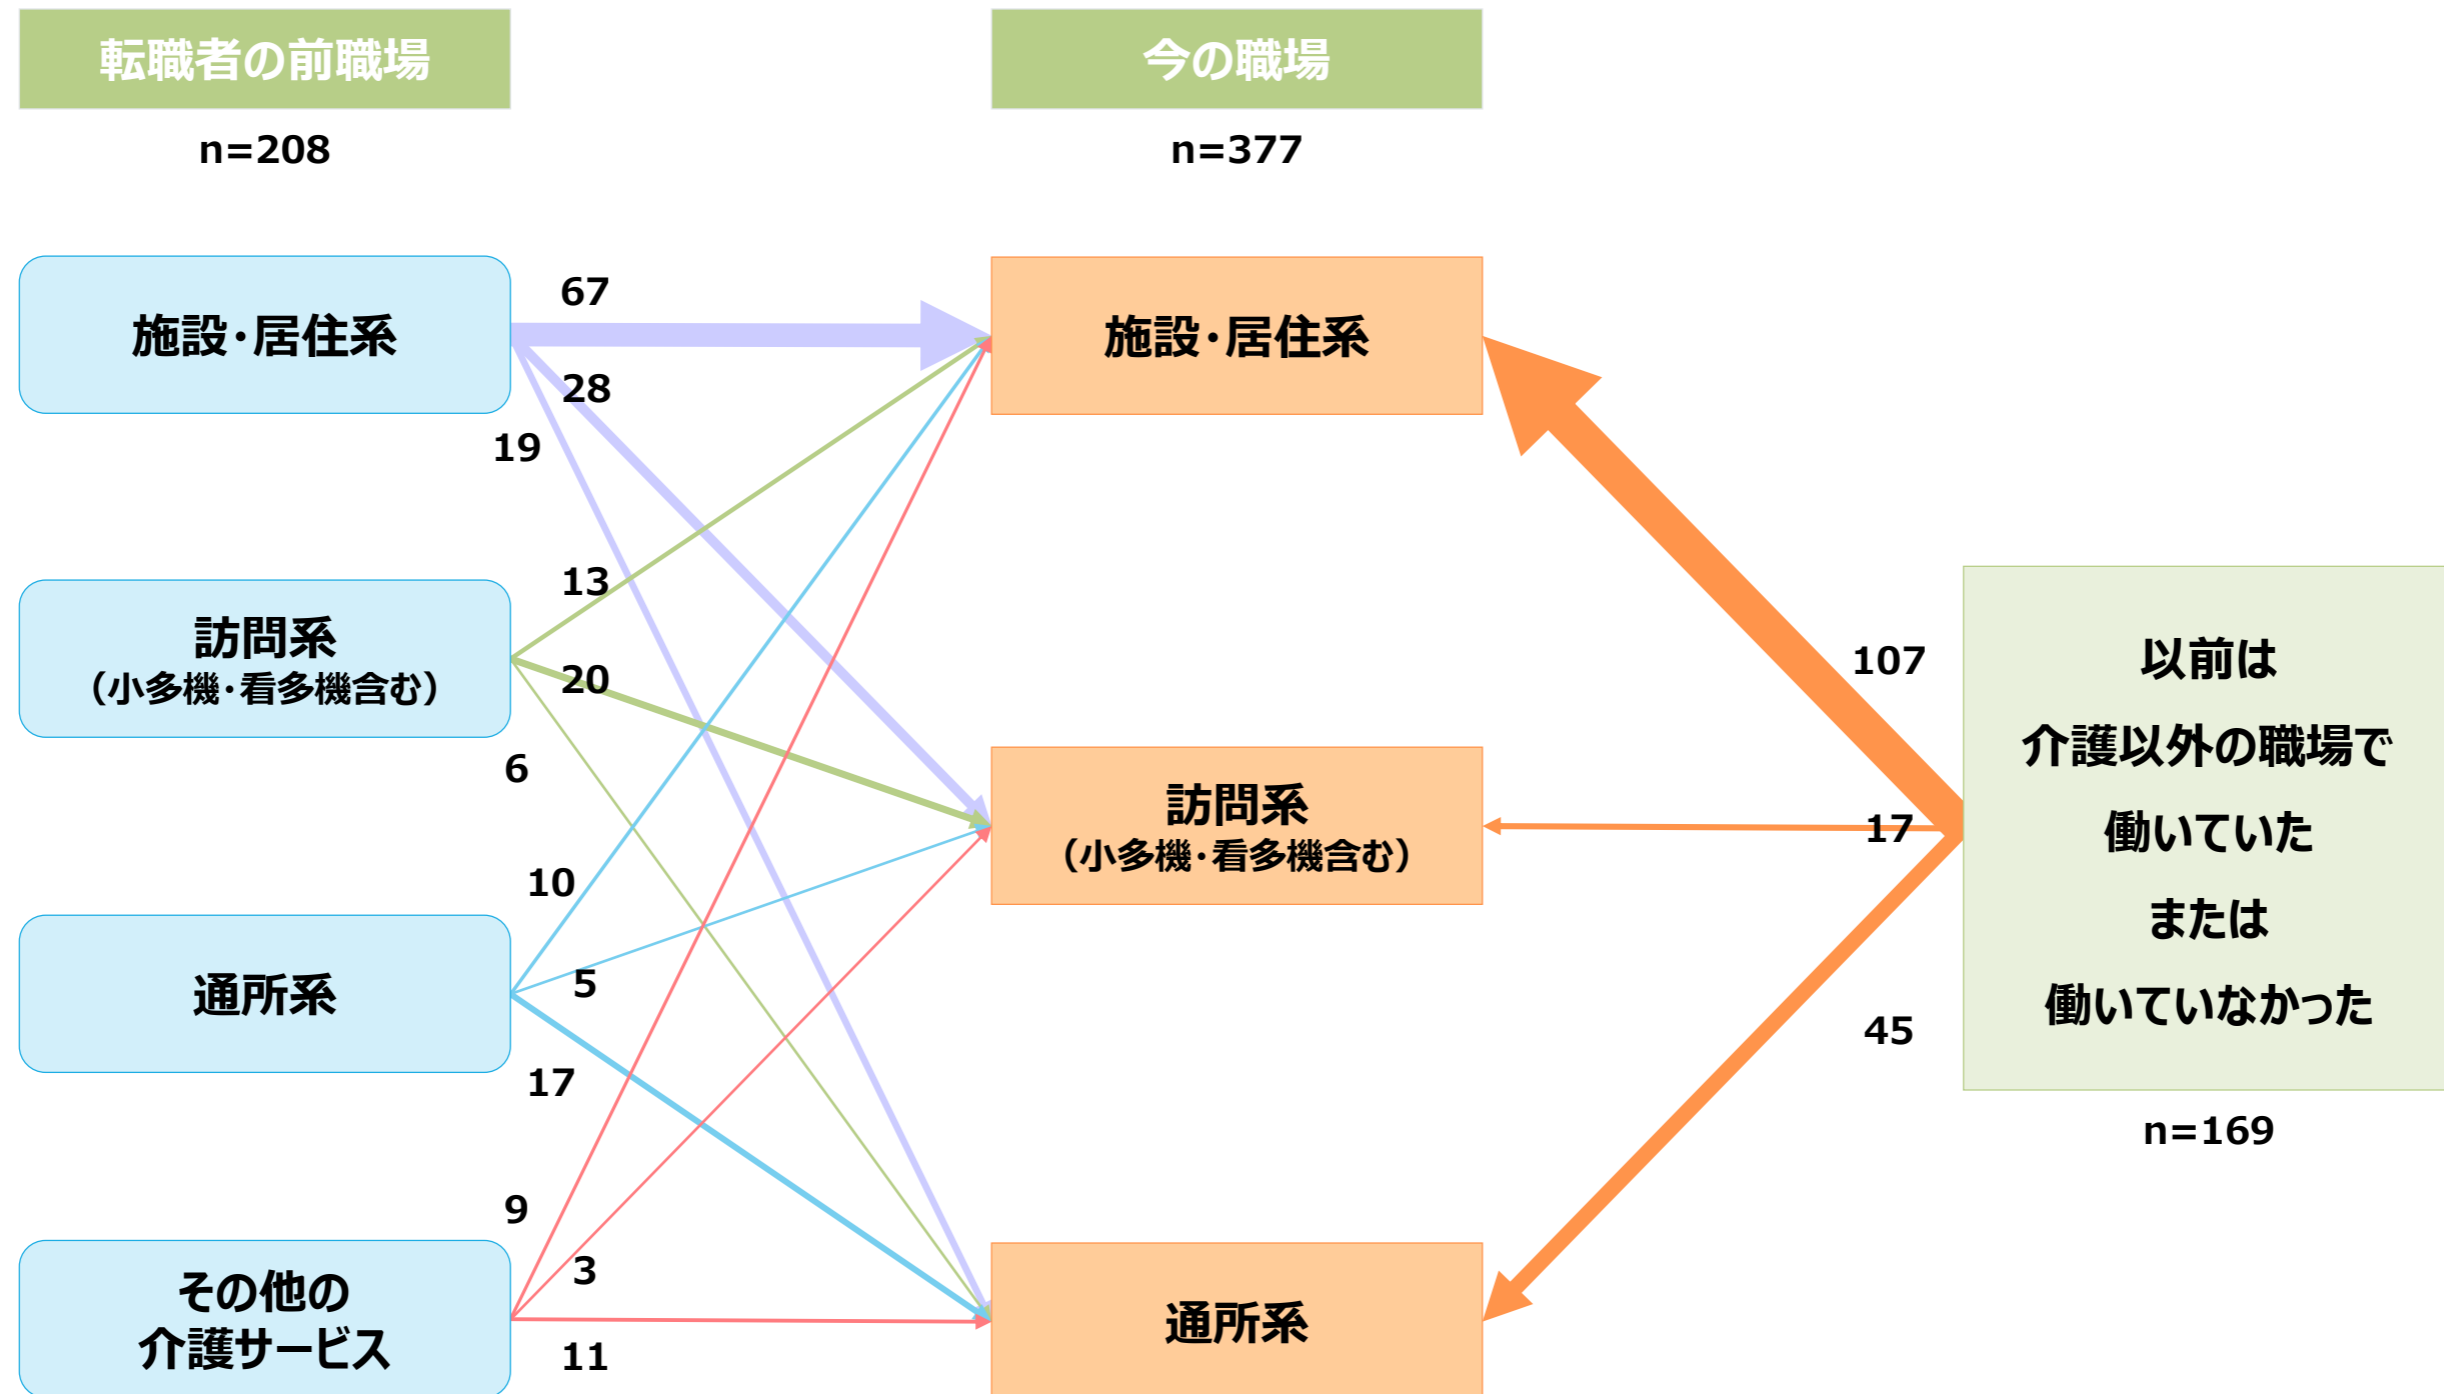 転職者の前職場
今の職場
n=208
n=377
施設・居住系
67
28
19
施設・居住系
訪問系
（小多機・看多機含む）
13
20
6
訪問系
（小多機・看多機含む）
107
17
45
以前は
介護以外の職場で
働いていた
または
働いていなかった
n=169
通所系
10
5
17
その他の
介護サービス
9
3
11
通所系